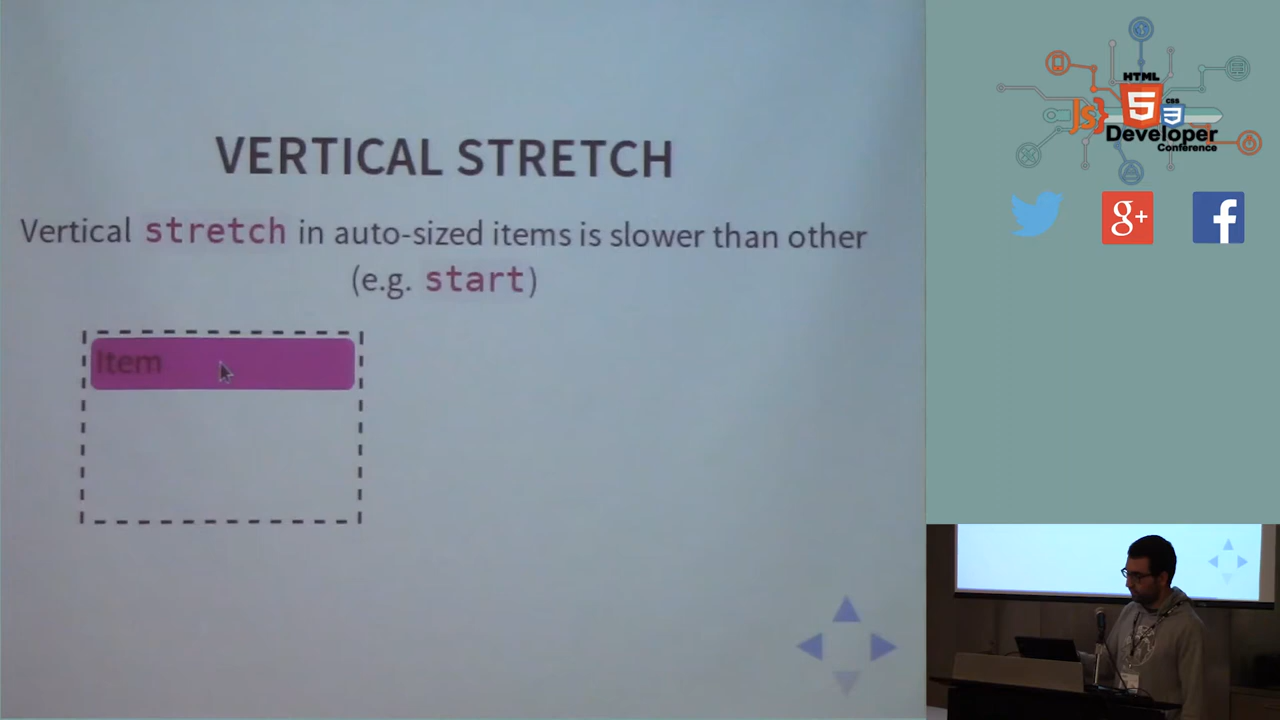 VERTICAL STRETCH
Vertical stretch in auto-sized items is slower than other
(e.g. start)
Item
HTML
5
JS}
CSS
3
Developer
Conference
g+
f